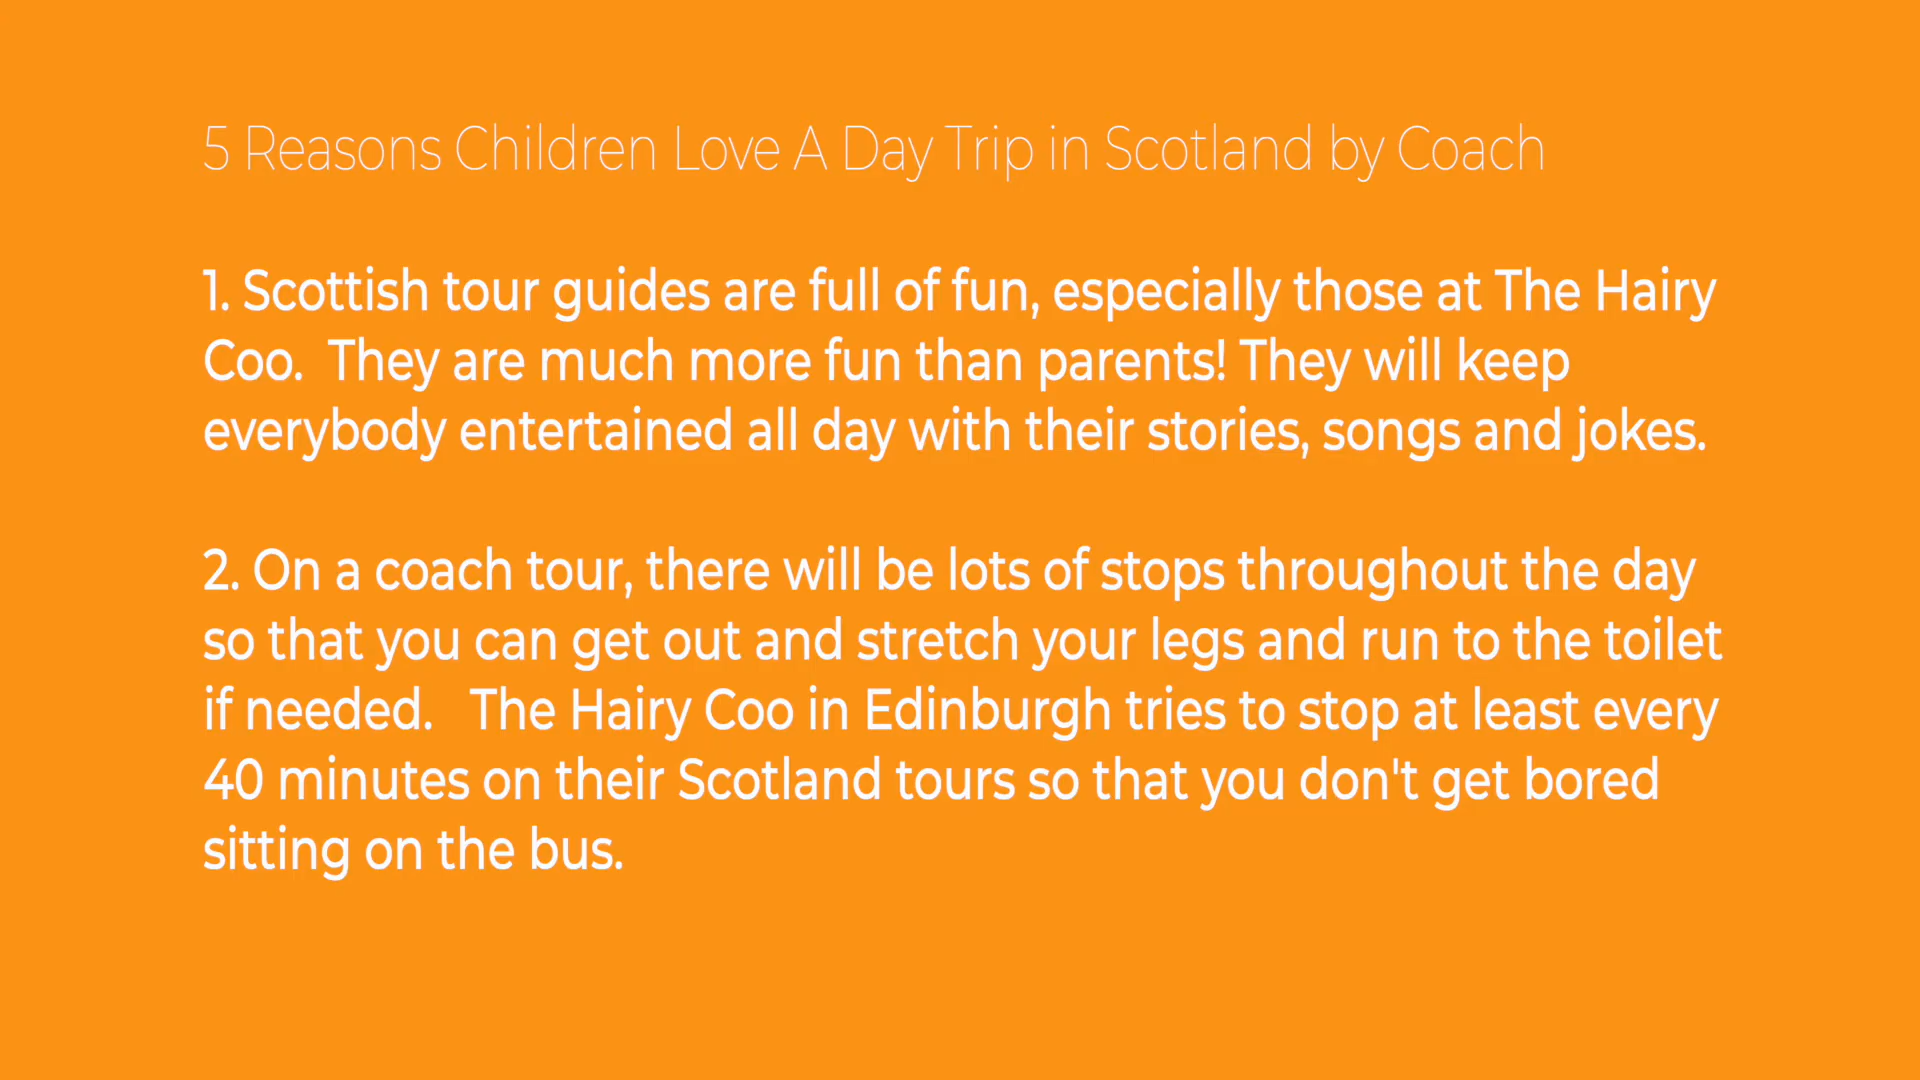 5 Reasons Children Love A Day Trip in Scotland by Coach
1. Scottish tour guides are full of fun, especially those at The Hairy
Coo.  They are much more fun than parents! They will keep
everybody entertained all day with their stories, songs and jokes.
2. On a coach tour, there will be lots of stops throughout the day
so that you can get out and stretch your legs and run to the toilet
if needed.   The Hairy Coo in Edinburgh tries to stop at least every
40 minutes on their Scotland tours so that you don't get bored
sitting on the bus.